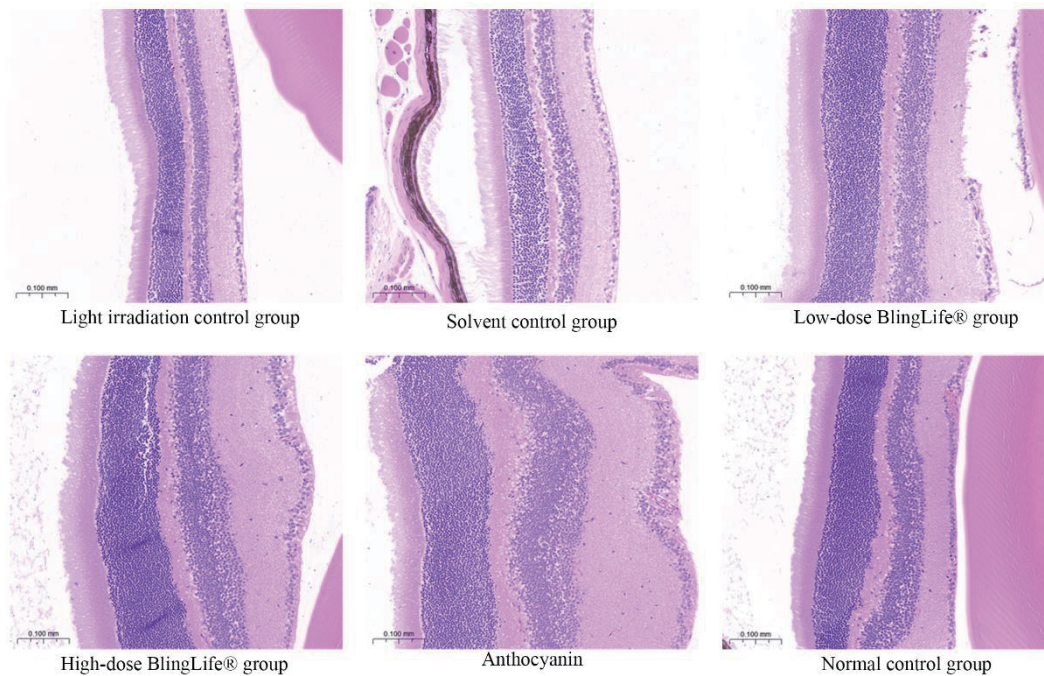 0.100 mm
0.100 mm
0.100 mm
Light irradiation control group
Solvent control group
Low-dose BlingLife® group
0.100 mm
0.100 mm
0.100 mm
High-dose BlingLife® group
Anthocyanin
Normal control group